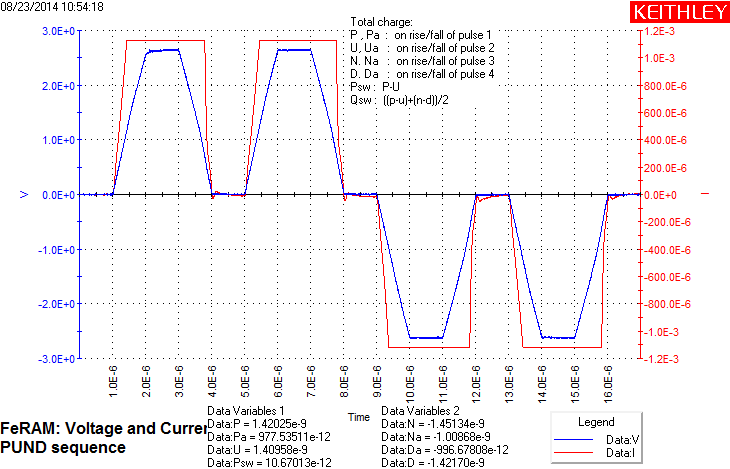 08/23/2014 10:54:18
KEITHLEY
Total charge:
P , Pa : on rise/fall of pulse 1
U, Ua : on rise/fall of pulse 2
N. Na : on rise/fall of pulse 3
D. Da : on rise/fall of pulse 4
Psw : P-U
Qsw : ((p-u)+(n-d))/2
3.0E+0
2.0E+0
1.0E+0
0.0E+0
-1.0E+0
-2.0E+0
-3.0E+0
V
1.2E-3
1.0E-3
800.0E-6
600.0E-6
400.0E-6
200.0E-6
0.0E+0
-200.0E-6
-400.0E-6
-600.0E-6
-800.0E-6
-1.0E-3
-1.2E-3
I
1.0E-6
2.0E-6
3.0E-6
4.0E-6
5.0E-6
6.0E-6
7.0E-6
8.0E-6
9.0E-6
10.0E-6
11.0E-6
12.0E-6
13.0E-6
14.0E-6
15.0E-6
16.0E-6
Time
FeRAM: Voltage and Currer
PUND sequence
Data Variables 1
Data:P = 1.42025e-9
Data:Pa = 977.53511e-12
Data:U = 1.40958e-9
Data:Psw = 10.67013e-12
Data Variables 2
Data:N = -1.45134e-9
Data:Na = -1.00868e-9
Data:Da = -996.67808e-12
Data:D = -1.42170e-9
Legend
Data:V
Data:I